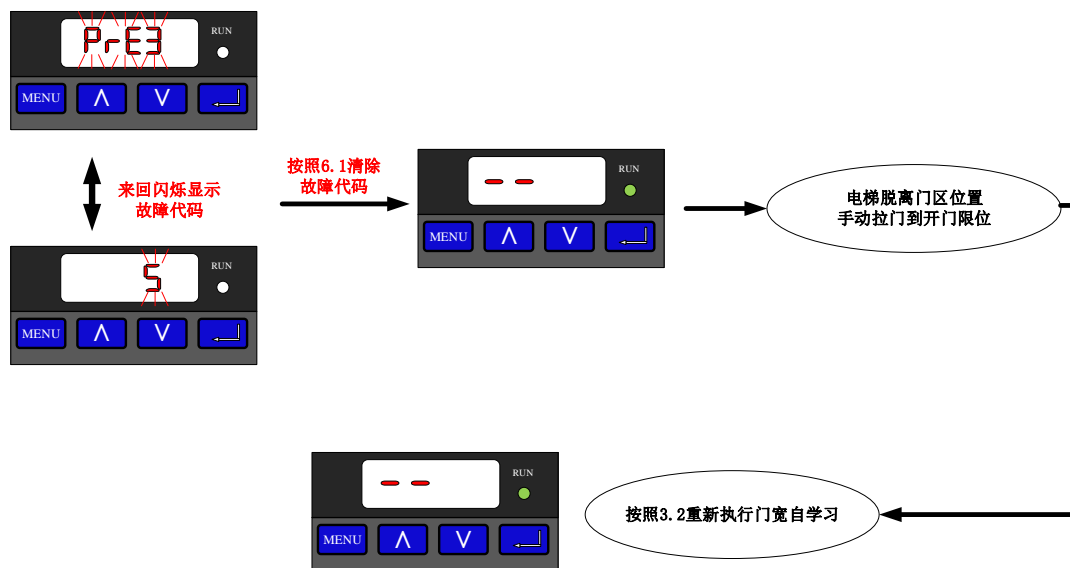 PrE3
RUN
MENU
来回闪烁显示
故障代码
5
RUN
MENU
按照6.1清除
故障代码
RUN
MENU
电梯脱离门区位置
手动拉门到开门限位
RUN
MENU
按照3.2重新执行门宽自学习